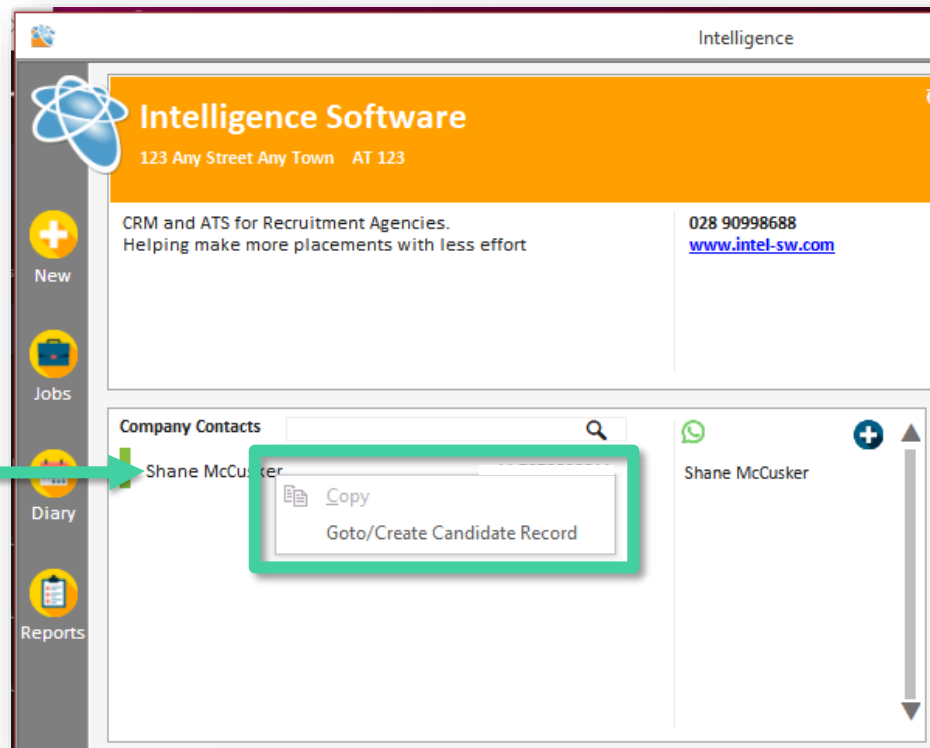 Intelligence
Intelligence Software
123 Any Street Any Town AT 123
CRM and ATS for Recruitment Agencies.
Helping make more placements with less effort
028 90998688
www.intel-sw.com
New
Jobs
Diary
Reports
Company Contacts
Shane McCusker
Copy
Goto/Create Candidate Record
Shane McCusker